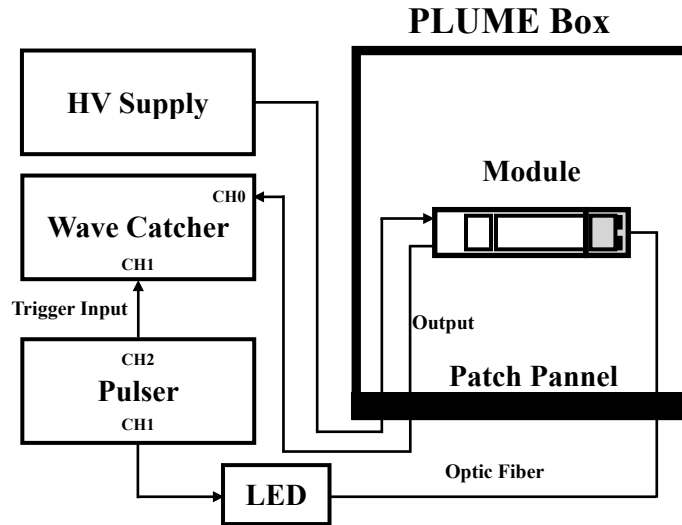 PLUME Box
HV Supply
Module
CH0
Wave Catcher
CH1
Trigger Input
Output
CH2
Pulser
CH1
Patch Pannel
Optic Fiber
LED